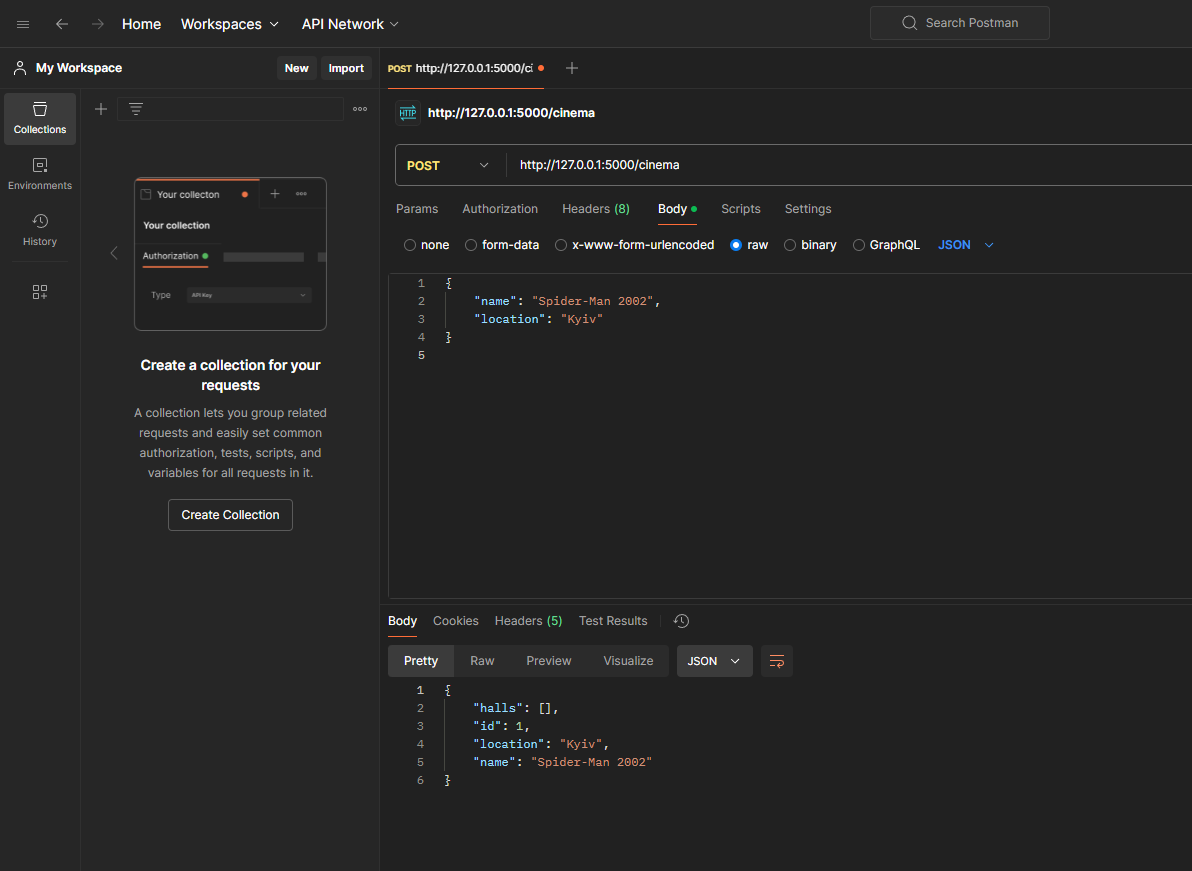 Home Workspaces API Network Search Postman
My Workspace New Import POST http://127.0.0.1:5000/ci
Collections
Environments
History
Your collecton
Your collection
Authorization
Type API Key
Create a collection for your
requests
A collection lets you group related
requests and easily set common
authorization, tests, scripts, and
variables for all requests in it.
Create Collection
HTTP http://127.0.0.1:5000/cinema
POST http://127.0.0.1:5000/cinema
Params Authorization Headers (8) Body Scripts Settings
none form-data x-www-form-urlencoded raw binary GraphQL JSON
1 {
2 "name": "Spider-Man 2002",
3 "location": "Kyiv"
4 }
5
Body Cookies Headers (5) Test Results
Pretty Raw Preview Visualize JSON
1 {
2 "halls": [],
3 "id": 1,
4 "location": "Kyiv",
5 "name": "Spider-Man 2002"
6 }